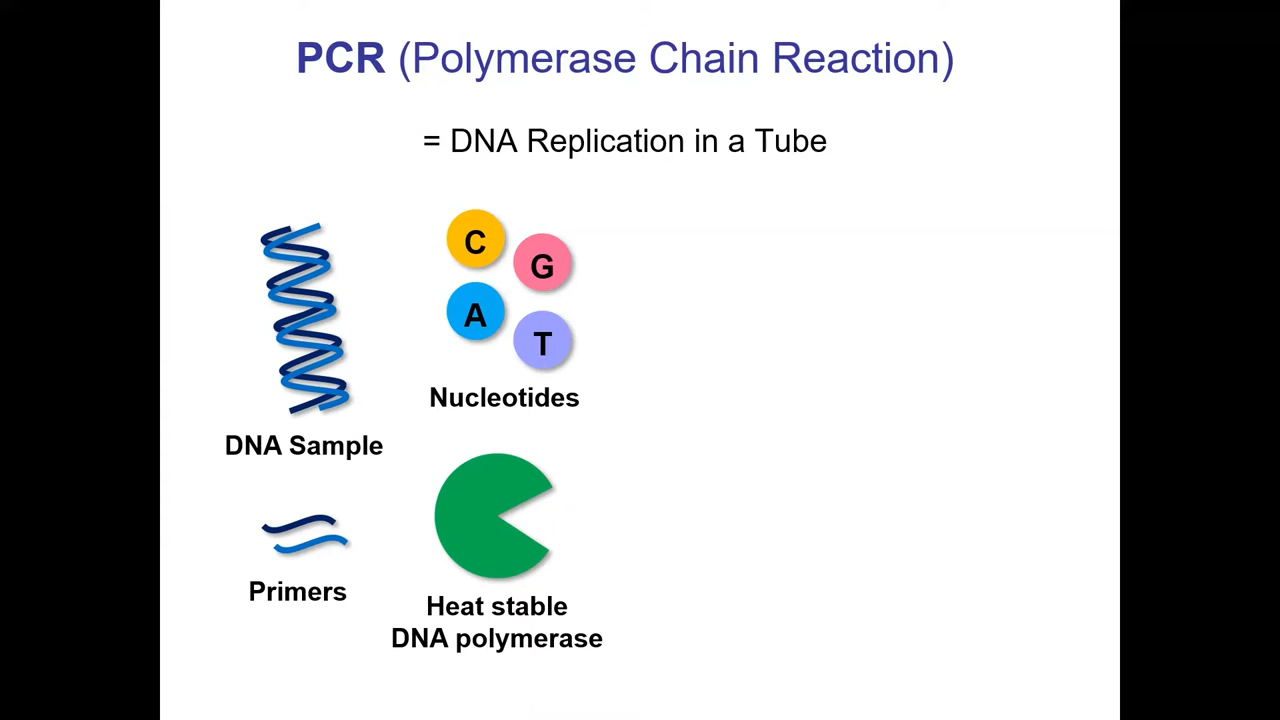 PCR (Polymerase Chain Reaction)
= DNA Replication in a Tube
C
G
A
T
Nucleotides
DNA Sample
Primers
Heat stable
DNA polymerase